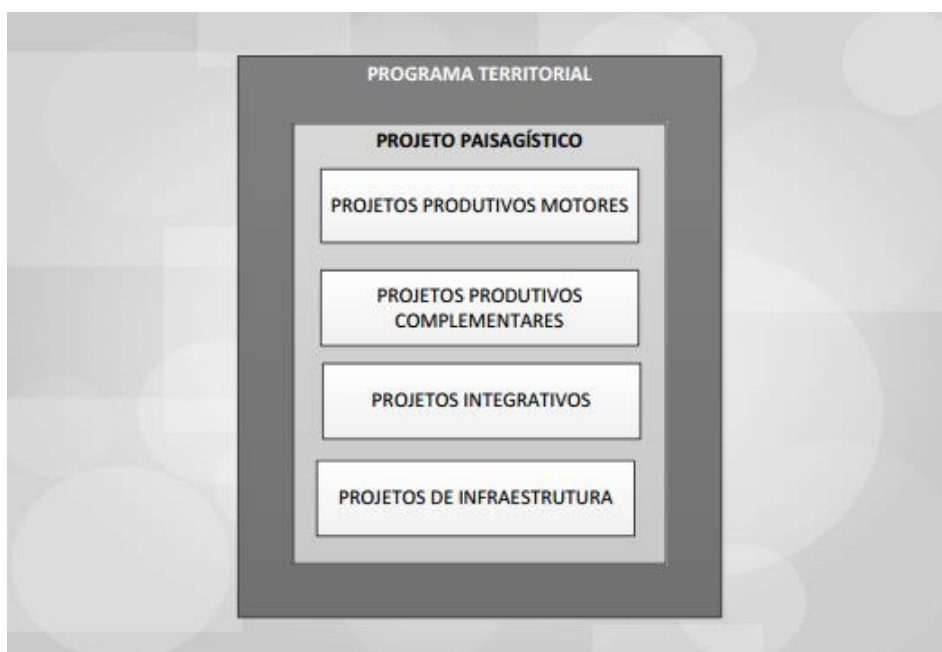 PROGRAMA TERRITORIAL
PROJETO PAISAGÍSTICO
PROJETOS PRODUTIVOS MOTORES
PROJETOS PRODUTIVOS
COMPLEMENTARES
PROJETOS INTEGRATIVOS
PROJETOS DE INFRAESTRUTURA